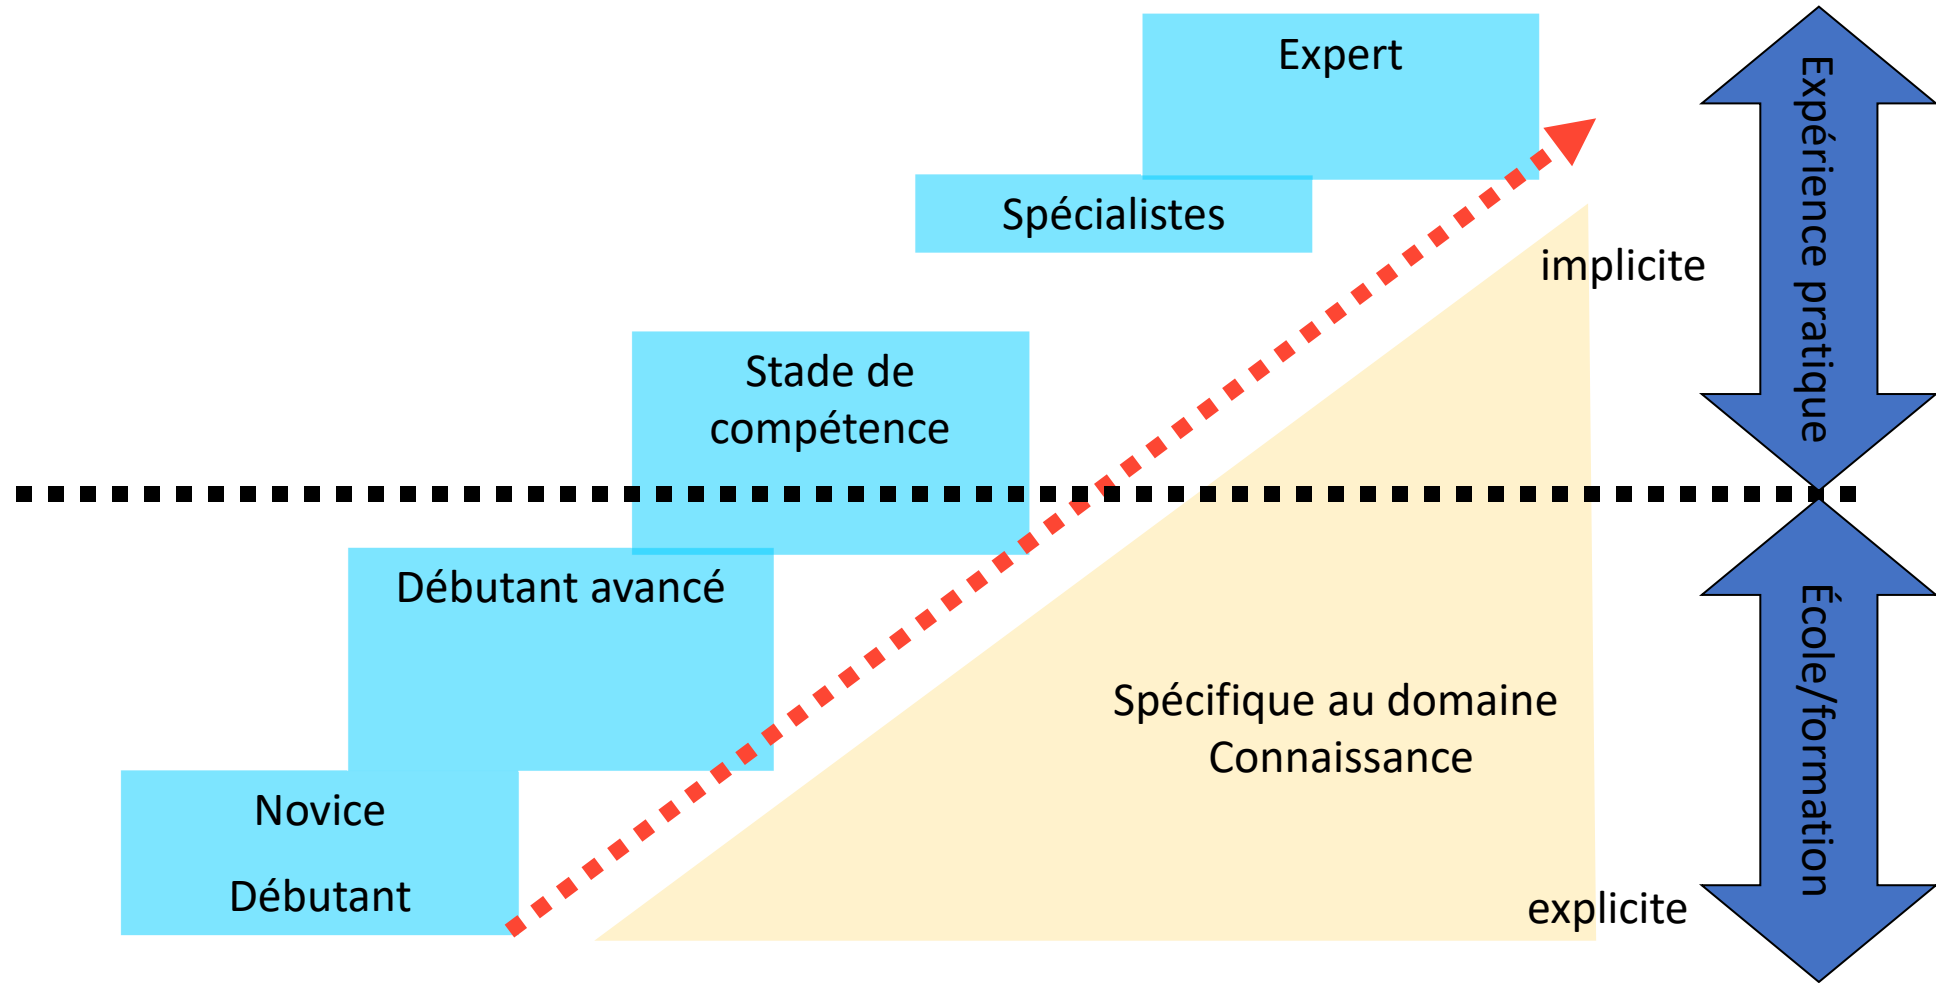 Expert
Spécialistes
implicite
Expérience pratique
Stade de
compétence
Débutant avancé
Spécifique au domaine
Connaissance
École/formation
Novice
Débutant
explicite